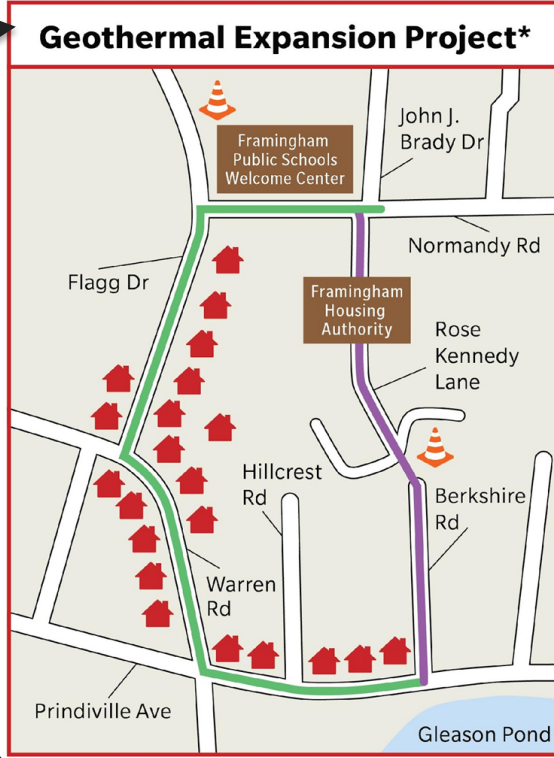 Geothermal Expansion Project*
John J.
Brady Dr
Framingham
Public Schools
Welcome Center
Normandy Rd
Flagg Dr
Framingham
Housing
Authority
Rose
Kennedy
Lane
Hillcrest
Rd
Berkshire
Rd
Warren
Rd
Prindiville Ave
Gleason Pond